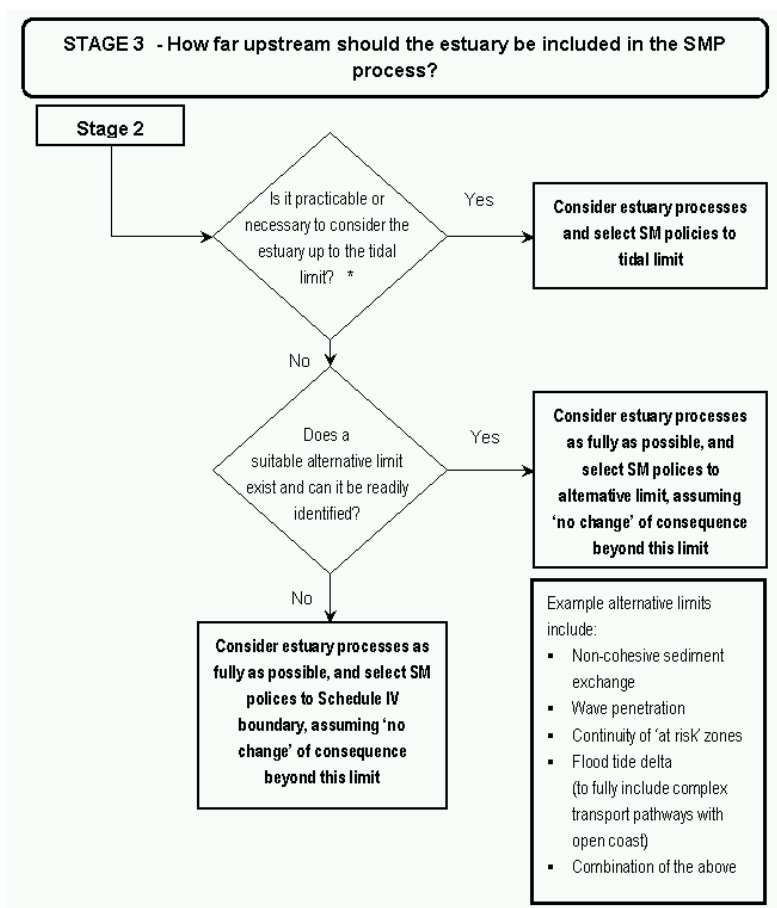 STAGE 3 - How far upstream should the estuary be included in the SMP
process?
Stage 2
Is it practicable or
necessary to consider the
estuary up to the tidal
limit? *
Yes
Consider estuary processes
and select SM policies to
tidal limit
No
Does a
suitable alternative limit
exist and can it be readily
identified?
Yes
Consider estuary processes
as fully as possible, and
select SM polices to
alternative limit, assuming
‘no change’ of consequence
beyond this limit
No
Consider estuary processes as
fully as possible, and select SM
polices to Schedule IV
boundary, assuming ‘no
change’ of consequence
beyond this limit
Example alternative limits
include:
▪ Non-cohesive sediment
exchange
▪ Wave penetration
▪ Continuity of ‘at risk’ zones
▪ Flood tide delta
(to fully include complex
transport pathways with
open coast)
▪ Combination of the above